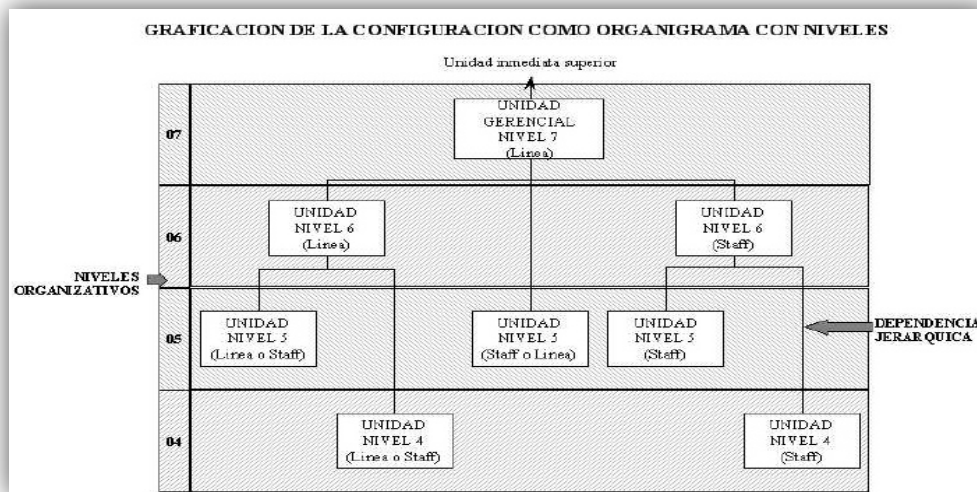 GRAFICACION DE LA CONFIGURACION COMO ORGANIGRAMA CON NIVELES
Unidad inmediata superior
07
UNIDAD
GERENCIAL
NIVEL 7
(Linea)
06
UNIDAD
NIVEL 6
(Linea)
UNIDAD
NIVEL 6
(Staff)
NIVELES
ORGANIZATIVOS
05
UNIDAD
NIVEL 5
(Linea o Staff)
UNIDAD
NIVEL 5
(Staff o Linea)
UNIDAD
NIVEL 5
(Staff)
DEPENDENCIA
JERARQUICA
04
UNIDAD
NIVEL 4
(Linea o Staff)
UNIDAD
NIVEL 4
(Staff)